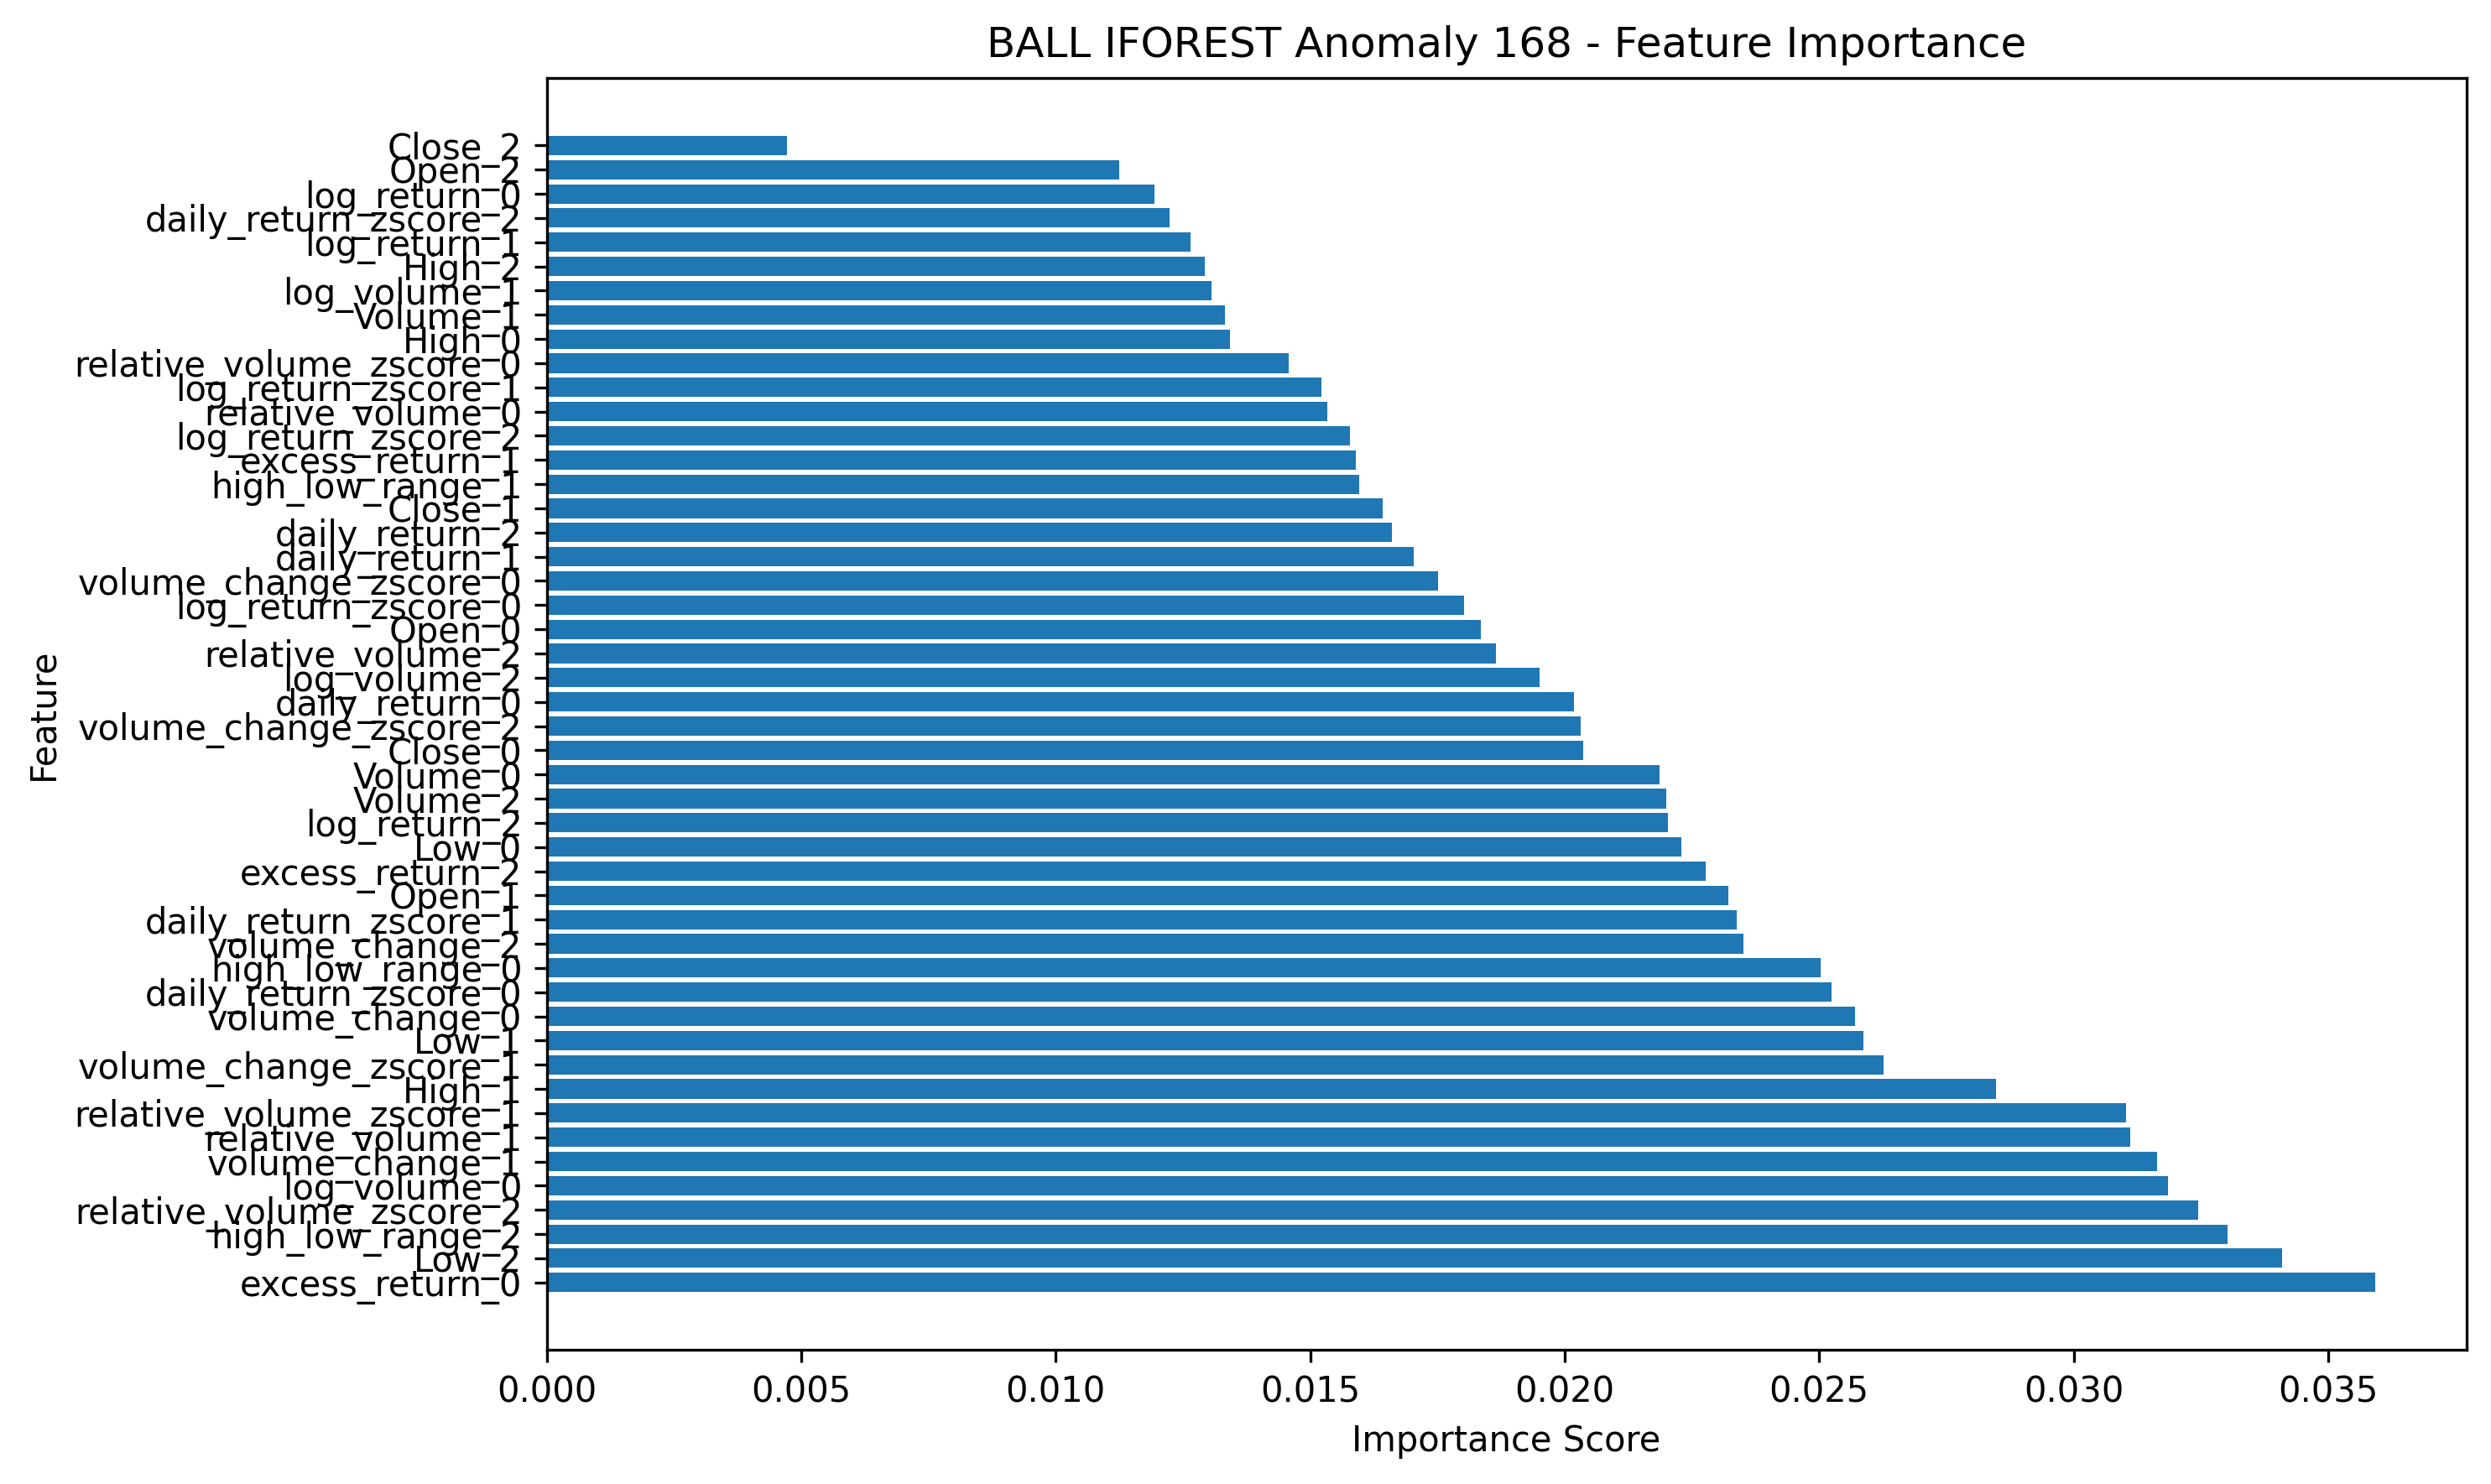 BALL IFOREST Anomaly 168 - Feature Importance
Close_2
Open_2
log_return_0
daily_return_zscore_2
log_return_1
High_2
log_volume_1
Volume_1
High_0
relative_volume_zscore_0
log_return_zscore_1
relative_volume_0
log_return_zscore_2
excess_return_1
high_low_range_1
Close_1
daily_return_2
daily_return_1
volume_change_zscore_0
log_return_zscore_0
Open_0
relative_volume_2
log_volume_2
daily_return_0
volume_change_zscore_2
Close_0
Volume_0
Volume_2
log_return_2
Low_0
excess_return_2
Open_1
daily_return_zscore_1
volume_change_2
high_low_range_0
daily_return_zscore_0
volume_change_0
Low_1
volume_change_zscore_1
High_1
relative_volume_zscore_1
relative_volume_1
volume_change_1
log_volume_0
relative_volume_zscore_2
high_low_range_2
Low_2
excess_return_0
Feature
0.000 0.005 0.010 0.015 0.020 0.025 0.030 0.035
Importance Score